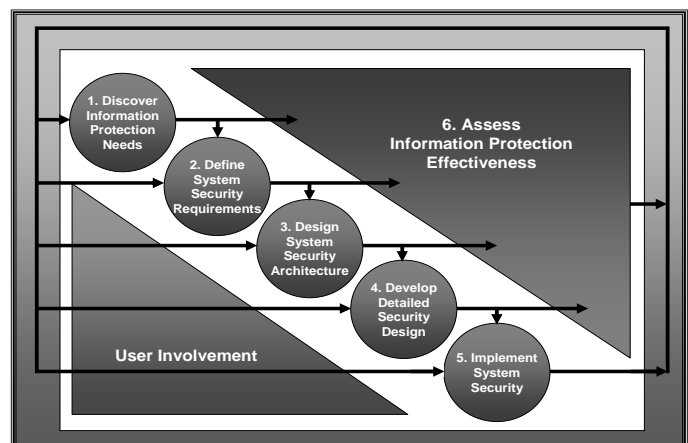 1. Discover
Information
Protection
Needs
2. Define
System
Security
Requirements
3. Design
System
Security
Architecture
4. Develop
Detailed
Security
Design
5. Implement
System
Security
6. Assess
Information Protection
Effectiveness
User Involvement